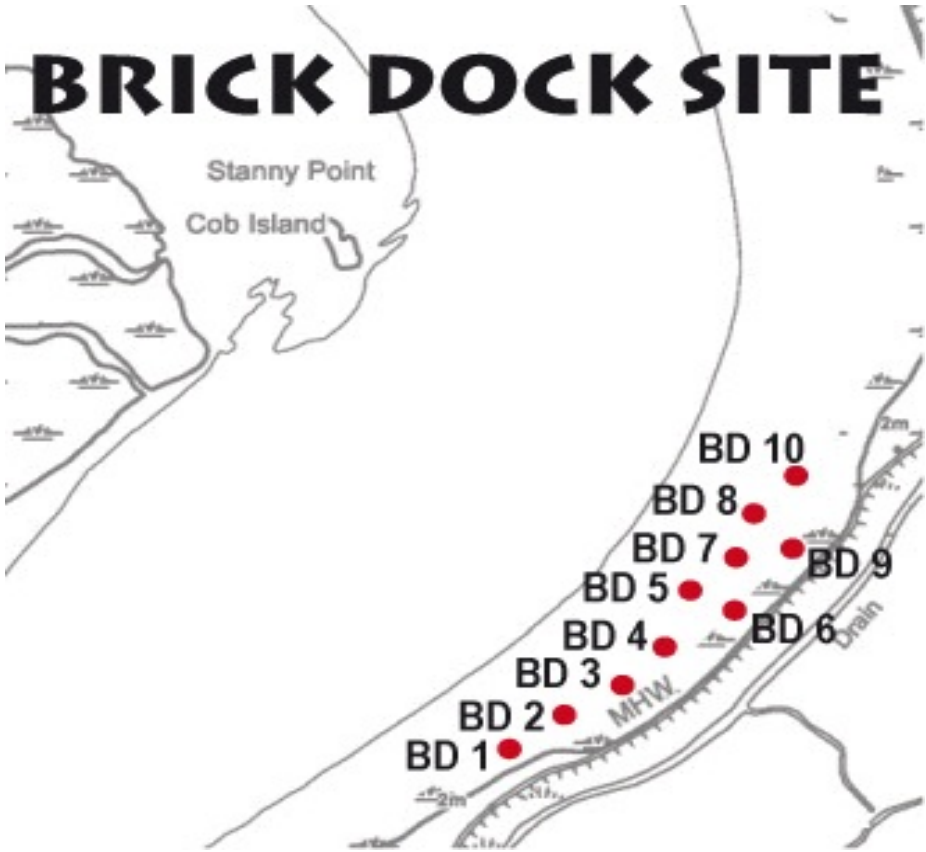 BRICK DOCK SITE
Stanny Point
Cob Island
2m
BD 10
BD 8
BD 7
BD 9
BD 5
BD 6
Drain
BD 4
BD 3
MHW
BD 2
BD 1
2m